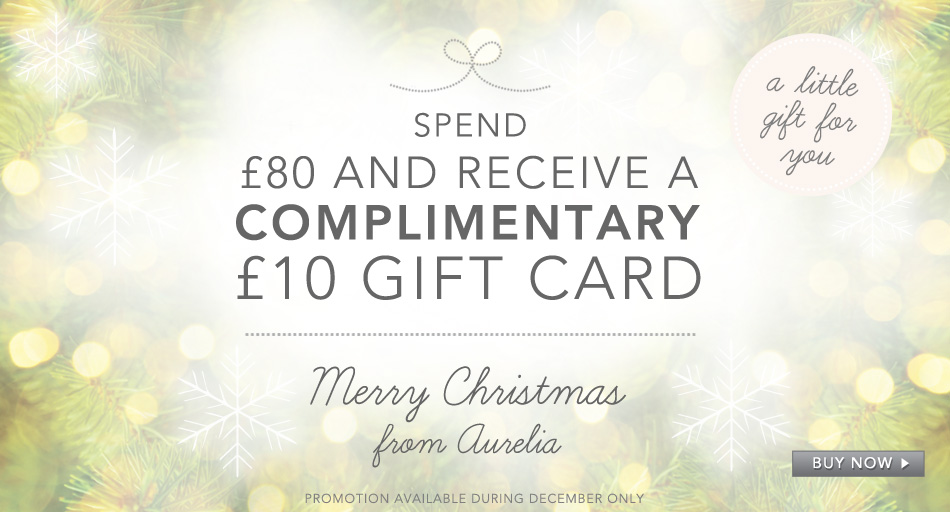 SPEND
£80 AND RECEIVE A
COMPLIMENTARY
£10 GIFT CARD
a little
gift for
you
Merry Christmas
from Aurelia
BUY NOW
PROMOTION AVAILABLE DURING DECEMBER ONLY